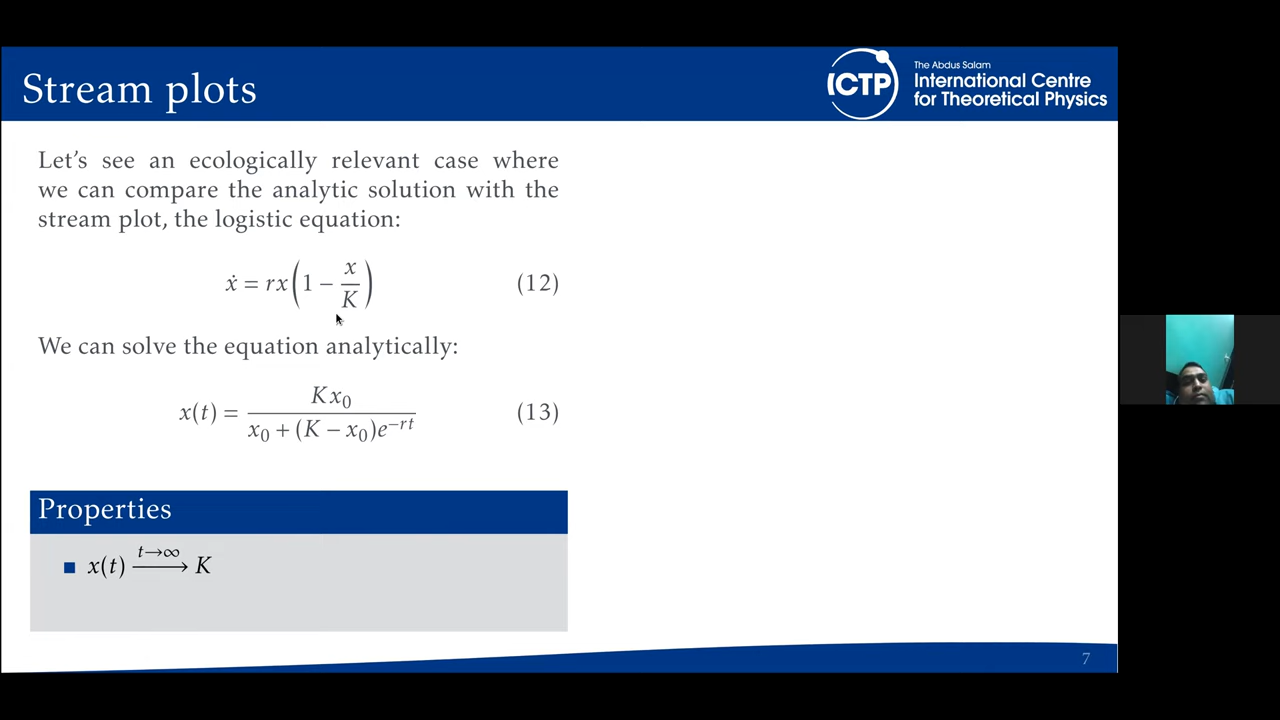 Stream plots
ICTP
The Abdus Salam
International Centre
for Theoretical Physics
Let's see an ecologically relevant case where
we can compare the analytic solution with the
stream plot, the logistic equation:
ẋ = rx(1 − x/K) (12)
We can solve the equation analytically:
x(t) = Kx₀ / (x₀ + (K − x₀)e^{−rt}) (13)
Properties
■ x(t) \xrightarrow{t→∞} K
7